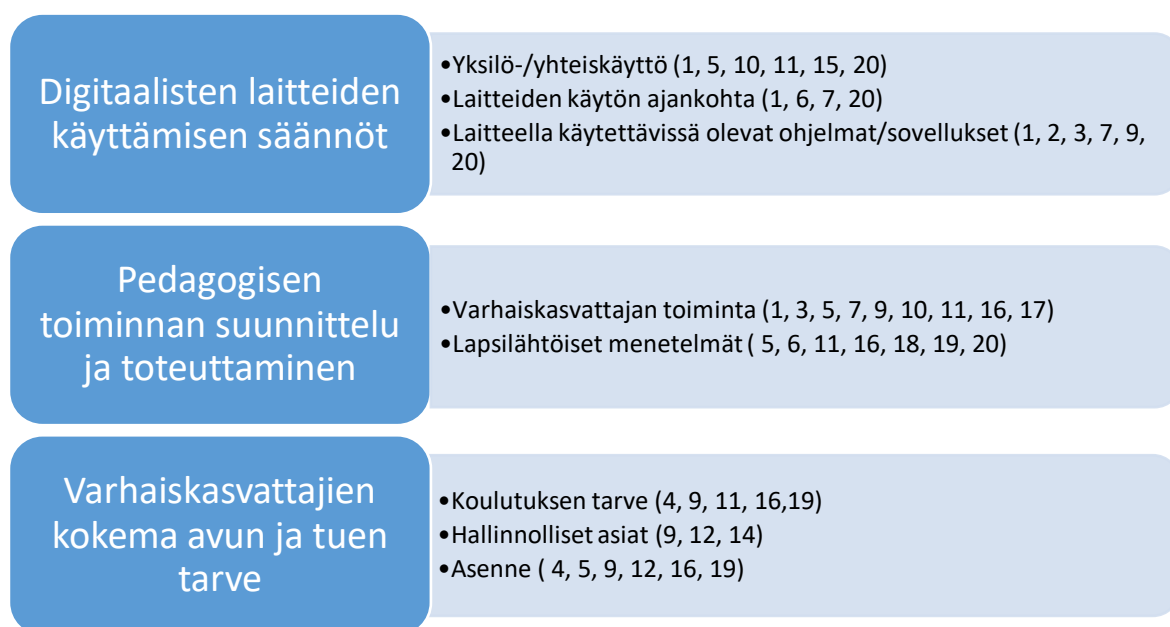 Digitaalisten laitteiden
käyttämisen säännöt
•Yksilö-/yhteiskäyttö (1, 5, 10, 11, 15, 20)
•Laitteiden käytön ajankohta (1, 6, 7, 20)
•Laitteella käytettävissä olevat ohjelmat/sovellukset (1, 2, 3, 7, 9,
20)
Pedagogisen
toiminnan suunnittelu
ja toteuttaminen
•Varhaiskasvattajan toiminta (1, 3, 5, 7, 9, 10, 11, 16, 17)
•Lapsilähtöiset menetelmät ( 5, 6, 11, 16, 18, 19, 20)
Varhaiskasvattajien
kokema avun ja tuen
tarve
•Koulutuksen tarve (4, 9, 11, 16,19)
•Hallinnolliset asiat (9, 12, 14)
•Asenne ( 4, 5, 9, 12, 16, 19)